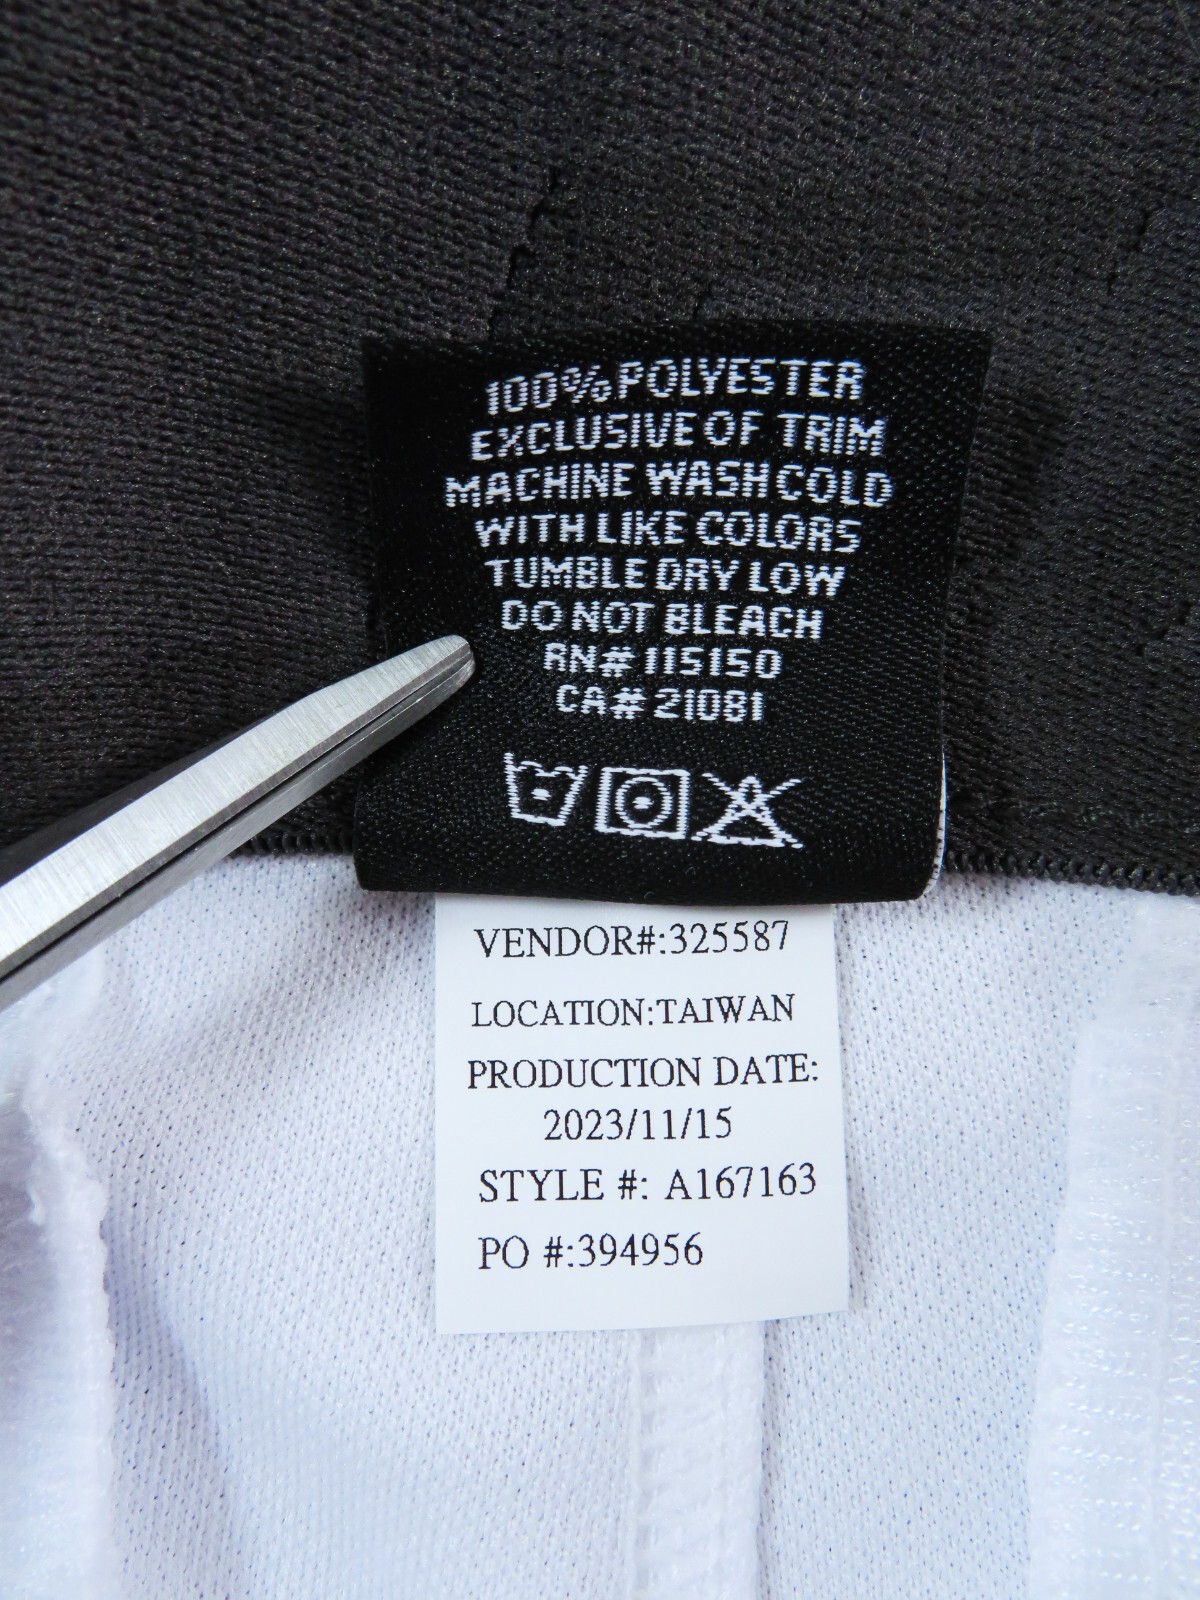 100% POLYESTER
EXCLUSIVE OF TRIM
MACHINE WASH COLD
WITH LIKE COLORS
TUMBLE DRY LOW
DO NOT BLEACH
RN# 115150
CA# 21081
VENDOR#:325587
LOCATION:TAIWAN
PRODUCTION DATE:
2023/11/15
STYLE #: A167163
PO #:394956